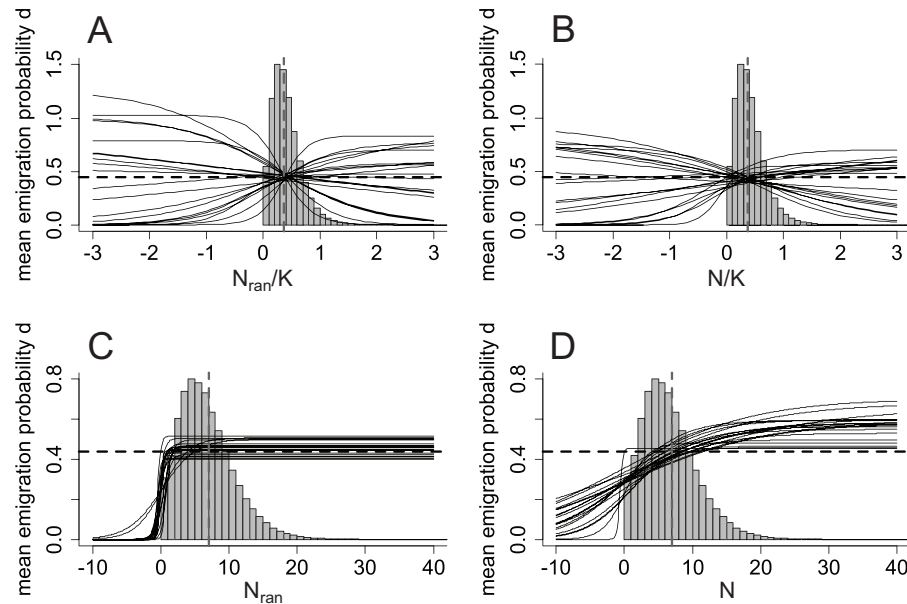 A
mean emigration probability d
0.0 0.5 1.0 1.5
-3 -2 -1 0 1 2 3
N_ran/K
B
mean emigration probability d
0.0 0.5 1.0 1.5
-3 -2 -1 0 1 2 3
N/K
C
mean emigration probability d
0.0 0.4 0.8
-10 0 10 20 30 40
N_ran
D
mean emigration probability d
0.0 0.4 0.8
-10 0 10 20 30 40
N